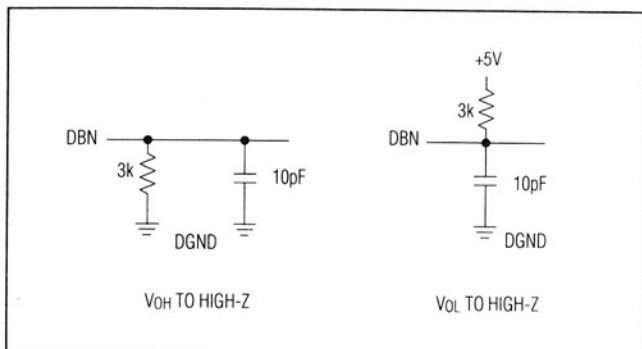 DBN
3k
10pF
DGND
VOH TO HIGH-Z
+5V
3k
DBN
10pF
DGND
VOL TO HIGH-Z